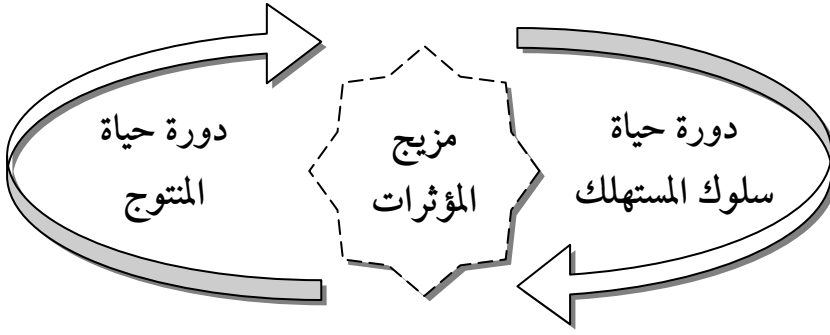 دورة حياة
سلوك المستهلك
مزيج
المؤثرات
دورة حياة
المنتوج